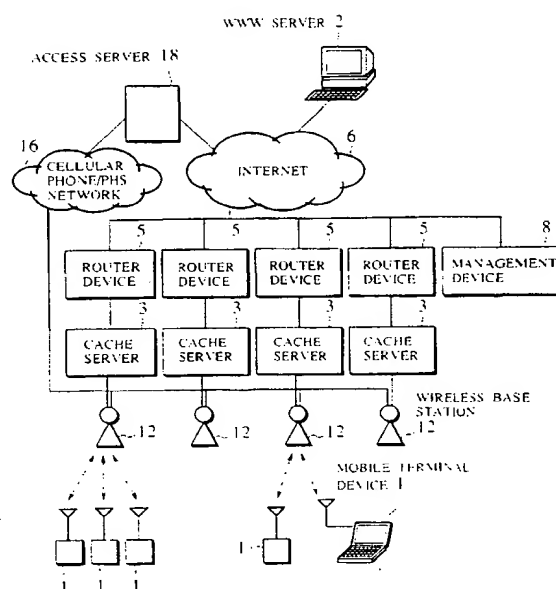 WWW SERVER 2
ACCESS SERVER 18
16
6
CELLULAR
PHONE/PHS
NETWORK
INTERNET
5
5
5
5
8
ROUTER
DEVICE
ROUTER
DEVICE
ROUTER
DEVICE
ROUTER
DEVICE
MANAGEMENT
DEVICE
3
3
3
3
CACHE
SERVER
CACHE
SERVER
CACHE
SERVER
CACHE
SERVER
WIRELESS BASE
STATION
12
12
12
12
MOBILE TERMINAL
DEVICE 1
1
1
1
1